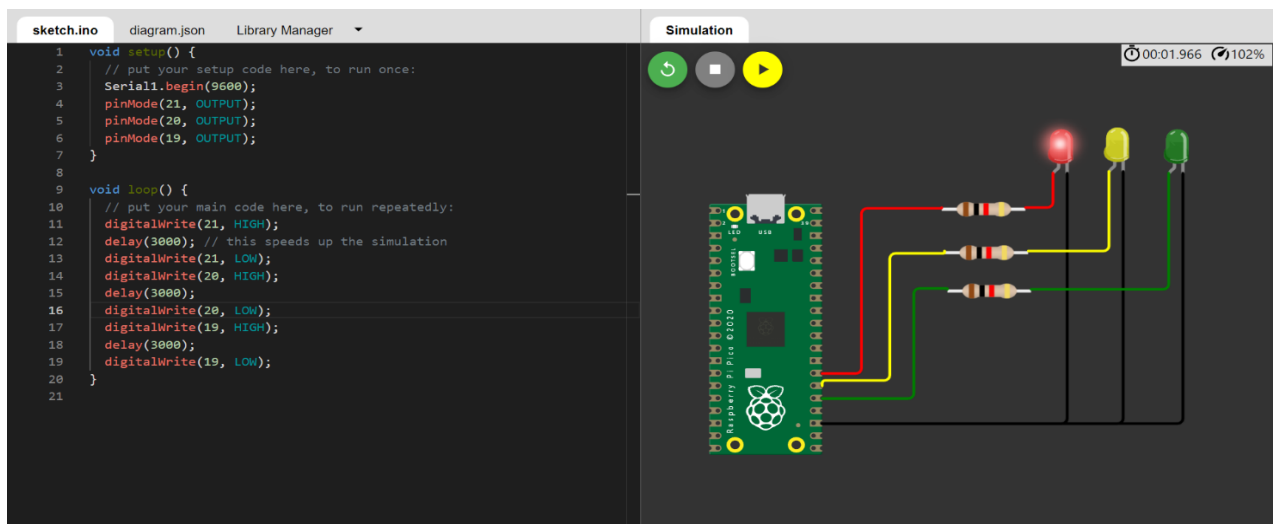 sketch.ino diagram.json Library Manager
Simulation
00:01.966 102%
1 void setup() {
2 // put your setup code here, to run once:
3 Serial1.begin(9600);
4 pinMode(21, OUTPUT);
5 pinMode(20, OUTPUT);
6 pinMode(19, OUTPUT);
7 }
8
9 void loop() {
10 // put your main code here, to run repeatedly:
11 digitalWrite(21, HIGH);
12 delay(3000); // this speeds up the simulation
13 digitalWrite(21, LOW);
14 digitalWrite(20, HIGH);
15 delay(3000);
16 digitalWrite(20, LOW);
17 digitalWrite(19, HIGH);
18 delay(3000);
19 digitalWrite(19, LOW);
20 }
21
1
2
39
LED USB
BOOTSEL
Raspberry Pi Pico ©2020